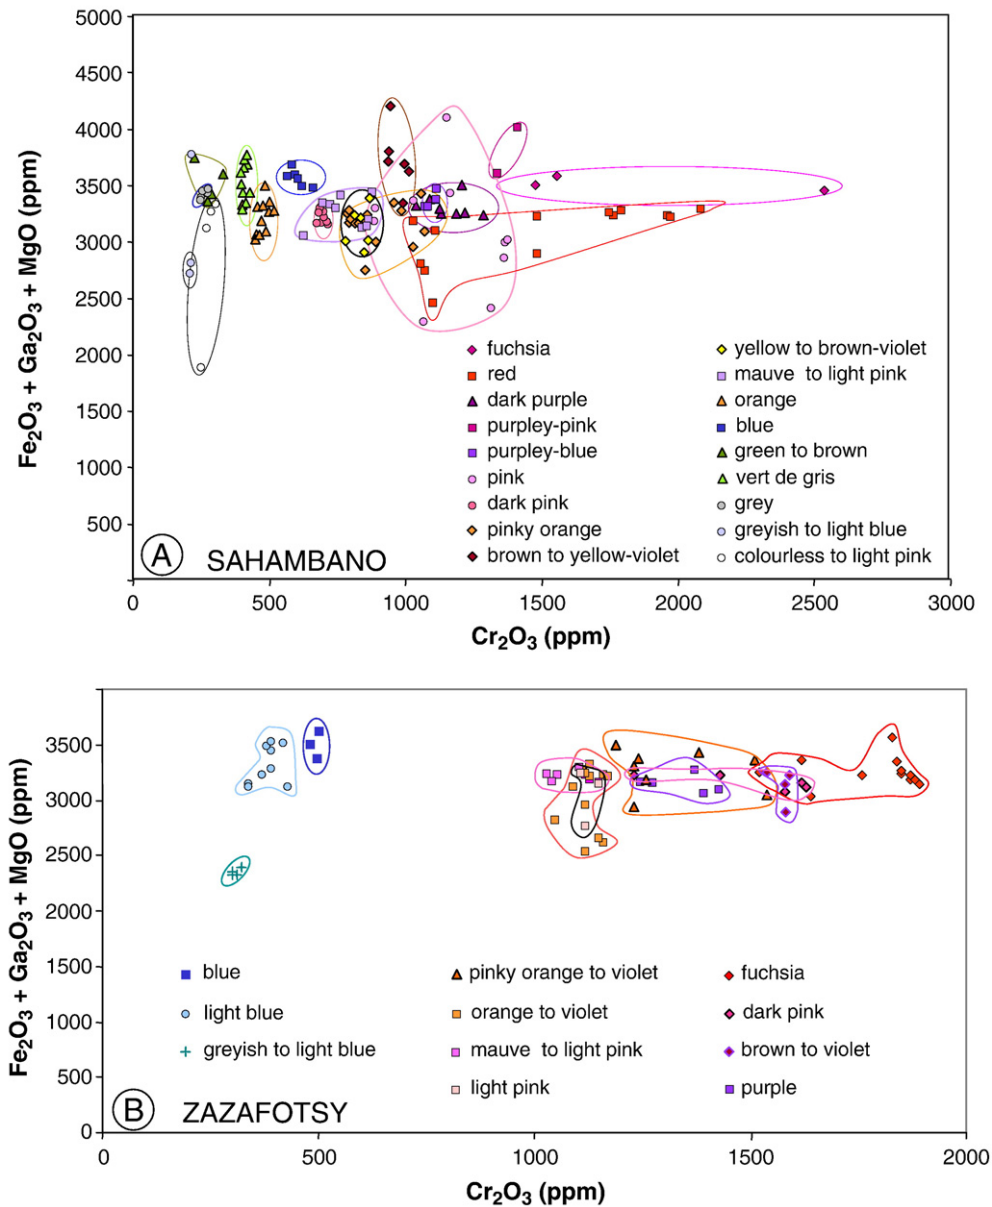 5000
4500
4000
3500
3000
2500
2000
1500
1000
500
Fe₂O₃ + Ga₂O₃ + MgO (ppm)
fuchsia
red
dark purple
purpley-pink
purpley-blue
pink
dark pink
pinky orange
brown to yellow-violet
yellow to brown-violet
mauve to light pink
orange
blue
green to brown
vert de gris
grey
greyish to light blue
colourless to light pink
A SAHAMBANO
0 500 1000 1500 2000 2500 3000
Cr₂O₃ (ppm)
3500
3000
2500
2000
1500
1000
500
0
Fe₂O₃ + Ga₂O₃ + MgO (ppm)
blue
light blue
greyish to light blue
pinky orange to violet
orange to violet
mauve to light pink
light pink
fuchsia
dark pink
brown to violet
purple
B ZAZAFOTSY
0 500 1000 1500 2000
Cr₂O₃ (ppm)